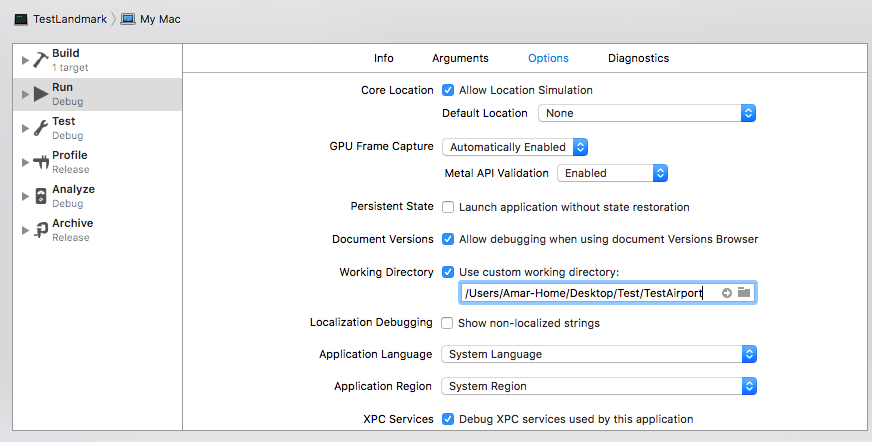 TestLandmark My Mac
Info Arguments Options Diagnostics
Build
1 target
Run
Debug
Test
Debug
Profile
Release
Analyze
Debug
Archive
Release
Core Location Allow Location Simulation
Default Location None
GPU Frame Capture Automatically Enabled
Metal API Validation Enabled
Persistent State Launch application without state restoration
Document Versions Allow debugging when using document Versions Browser
Working Directory Use custom working directory:
/Users/Amar-Home/Desktop/Test/TestAirport
Localization Debugging Show non-localized strings
Application Language System Language
Application Region System Region
XPC Services Debug XPC services used by this application